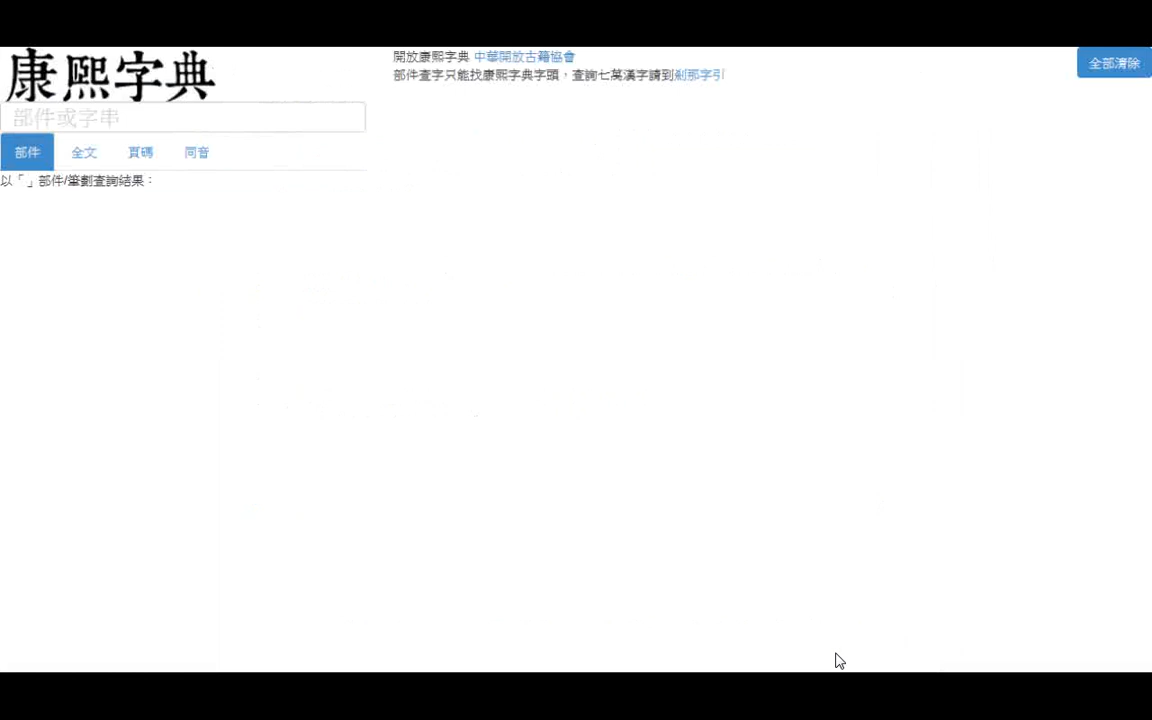 康熙字典
部件或字串
部件 全文 頁碼 同音
以「 」部件/筆劃查詢結果：
開放康熙字典 中華開放古籍協會
部件查字只能找康熙字典字頭，查詢七萬漢字請到剎那字引
全部清除